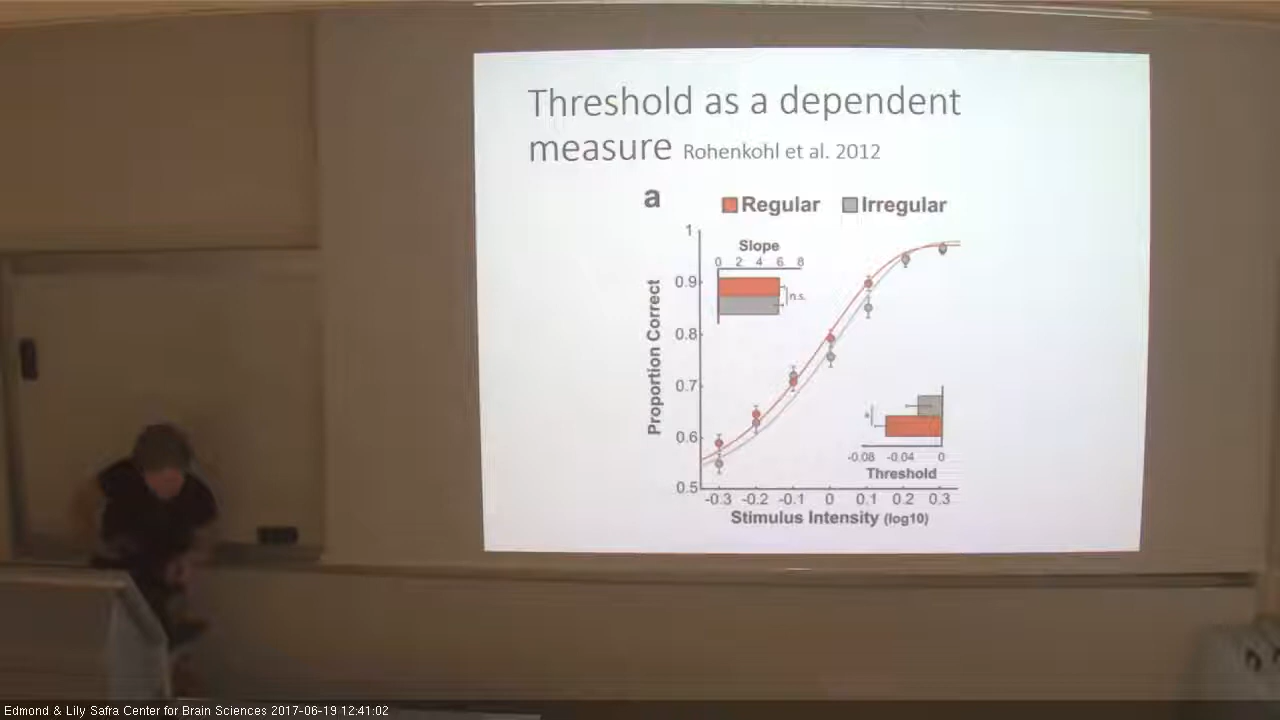 Threshold as a dependent
measure Rohenkohl et al. 2012
a
Regular Irregular
Slope
0 2 4 6 8
n.s.
Proportion Correct
1
0.9
0.8
0.7
0.6
0.5
*
-0.08 -0.04 0
Threshold
-0.3 -0.2 -0.1 0 0.1 0.2 0.3
Stimulus Intensity (log10)
Edmond & Lily Safra Center for Brain Sciences 2017-06-19 12:41:02